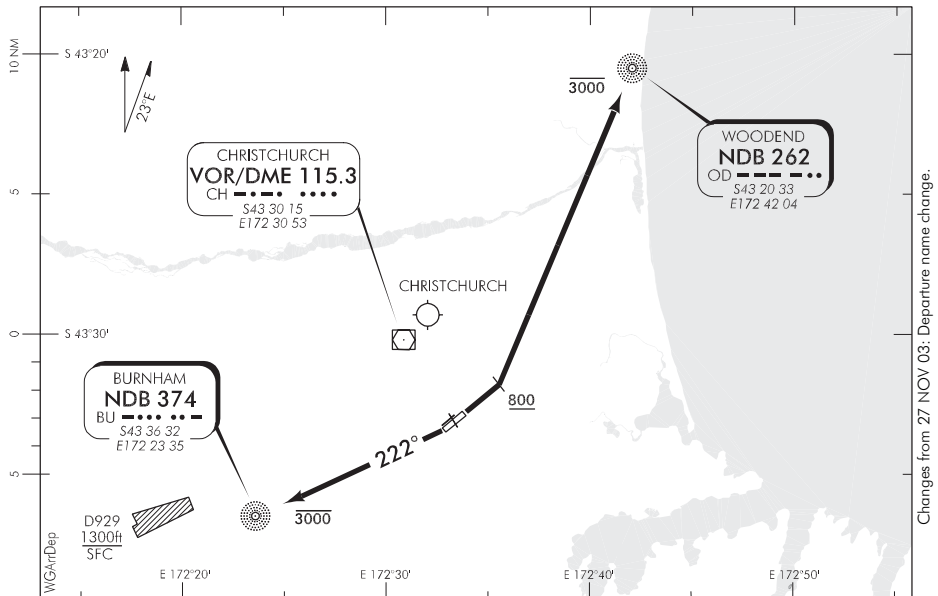 10 NM
S 43°20'
23°E
3000
WOODEND
NDB 262
OD
S43 20 33
E172 42 04
CHRISTCHURCH
VOR/DME 115.3
CH
S43 30 15
E172 30 53
5
CHRISTCHURCH
0
S 43°30'
BURNHAM
NDB 374
BU
S43 36 32
E172 23 35
800
222°
5
3000
D929
1300ft
SFC
WGArrDep
E 172°20'
E 172°30'
E 172°40'
E 172°50'
Changes from 27 NOV 03: Departure name change.